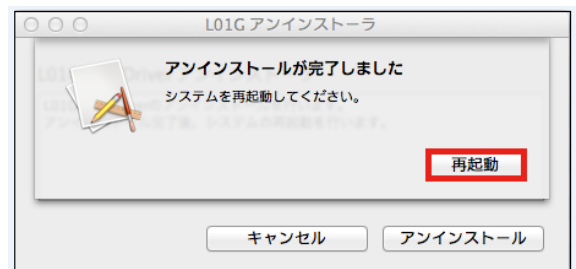 L01G アンインストーラ
アンインストールが完了しました
システムを再起動してください。
再起動
キャンセル
アンインストール